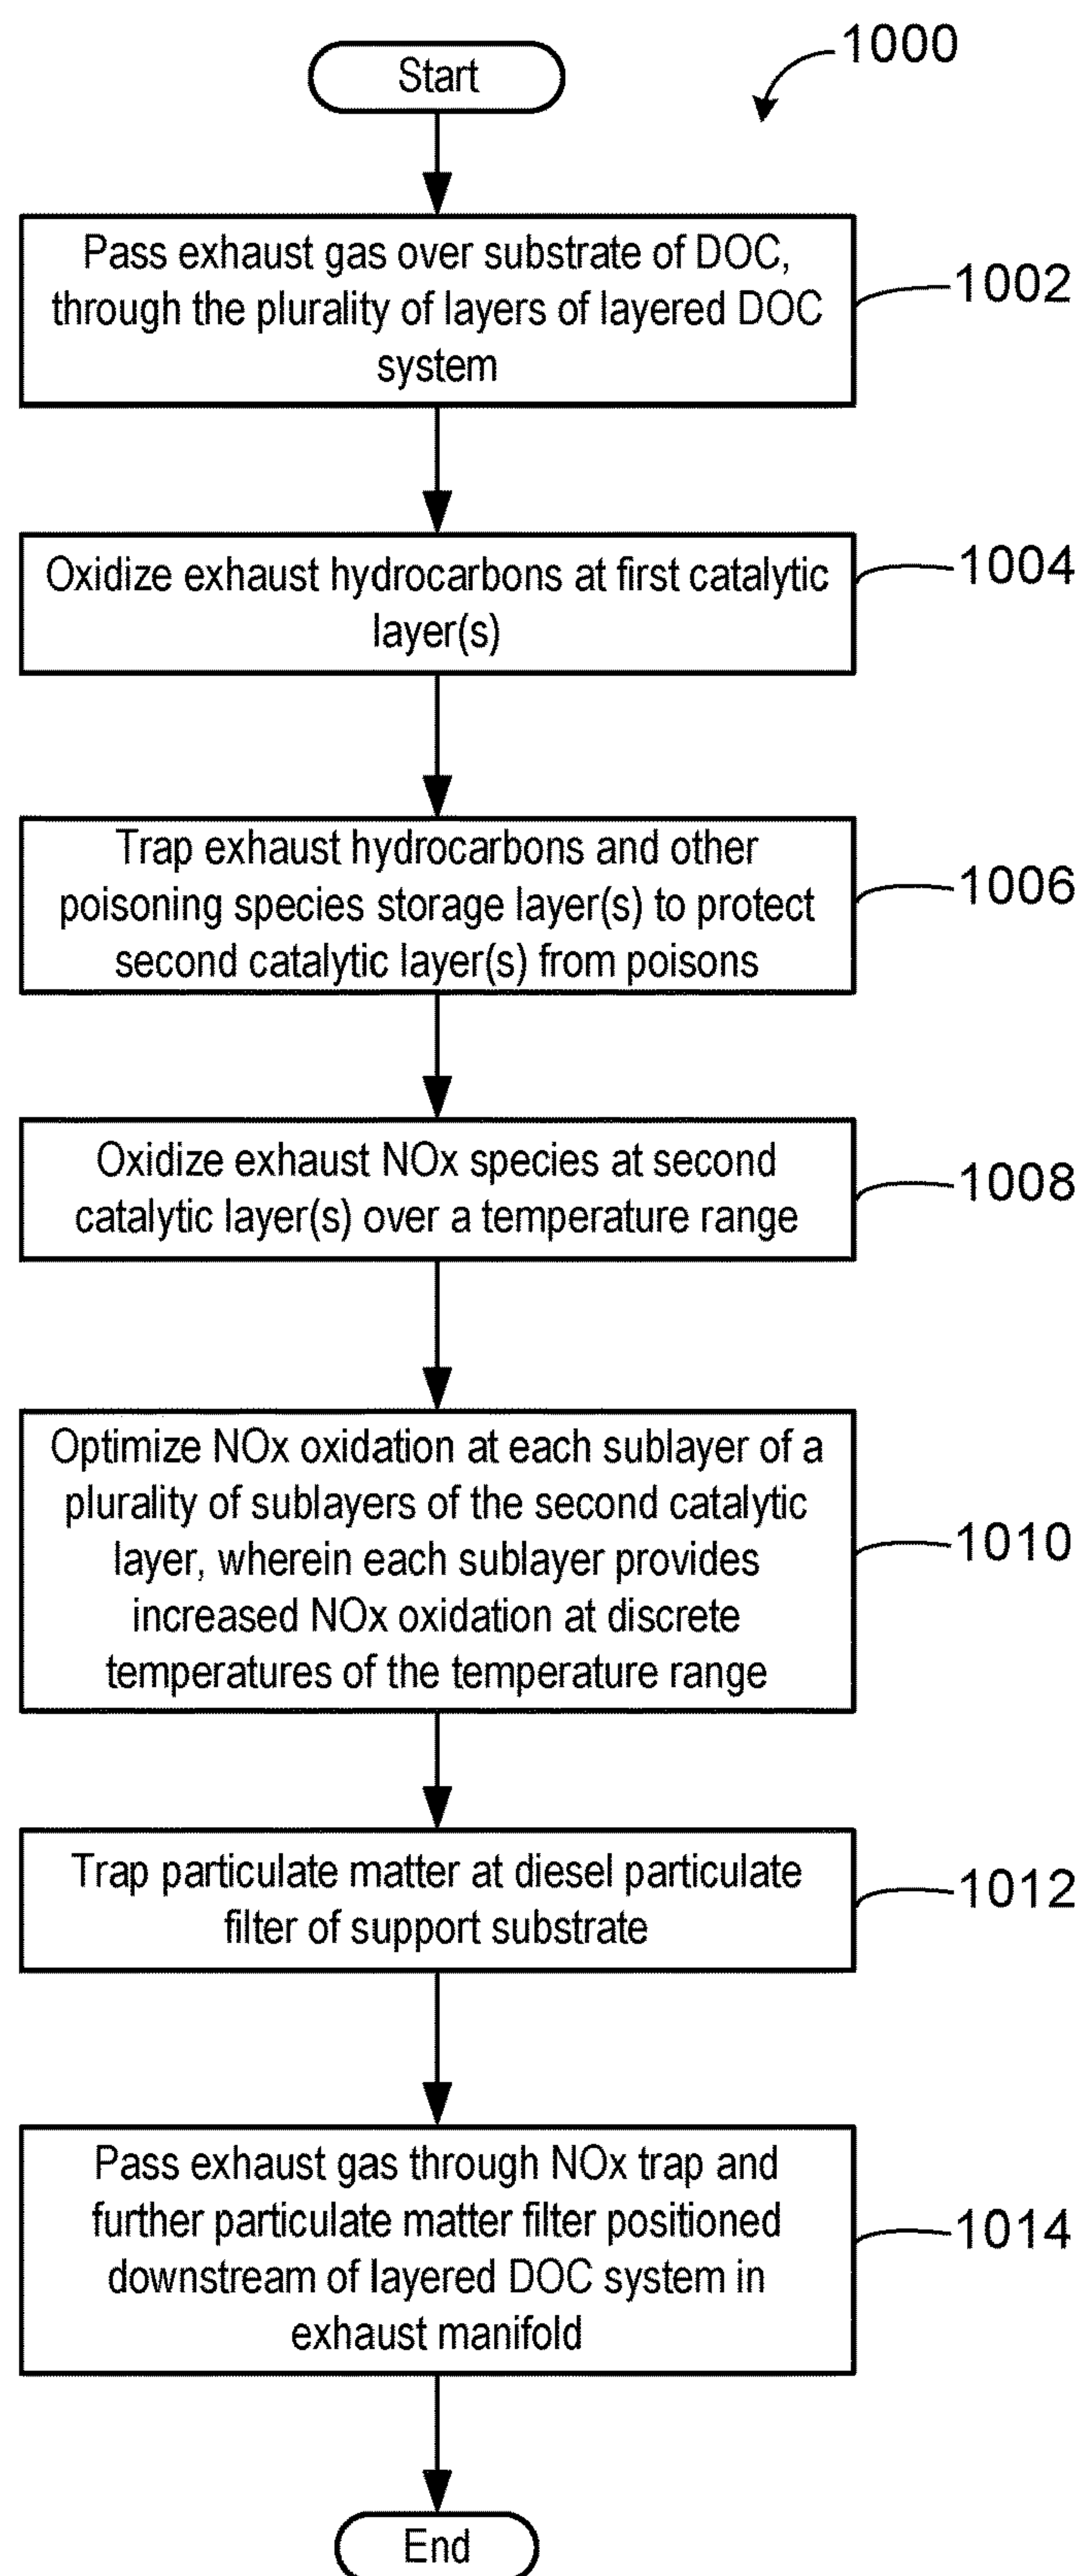 1000
Start
Pass exhaust gas over substrate of DOC,
through the plurality of layers of layered DOC
system
1002
Oxidize exhaust hydrocarbons at first catalytic
layer(s)
1004
Trap exhaust hydrocarbons and other
poisoning species storage layer(s) to protect
second catalytic layer(s) from poisons
1006
Oxidize exhaust NOx species at second
catalytic layer(s) over a temperature range
1008
Optimize NOx oxidation at each sublayer of a
plurality of sublayers of the second catalytic
layer, wherein each sublayer provides
increased NOx oxidation at discrete
temperatures of the temperature range
1010
Trap particulate matter at diesel particulate
filter of support substrate
1012
Pass exhaust gas through NOx trap and
further particulate matter filter positioned
downstream of layered DOC system in
exhaust manifold
1014
End